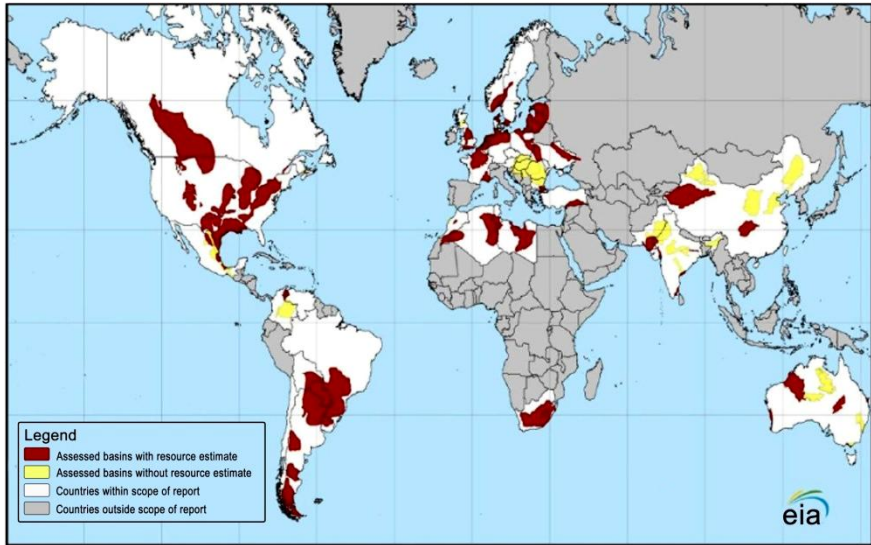 Legend
Assessed basins with resource estimate
Assessed basins without resource estimate
Countries within scope of report
Countries outside scope of report
eia